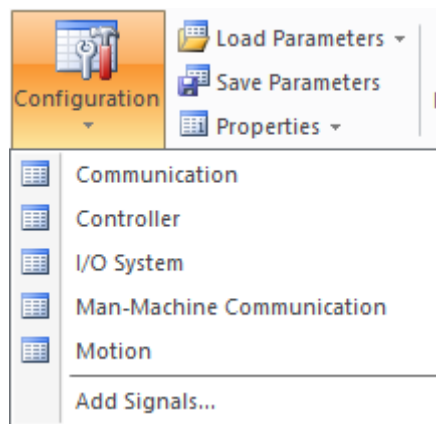 Load Parameters
Save Parameters
Configuration
Properties
Communication
Controller
I/O System
Man-Machine Communication
Motion
Add Signals...